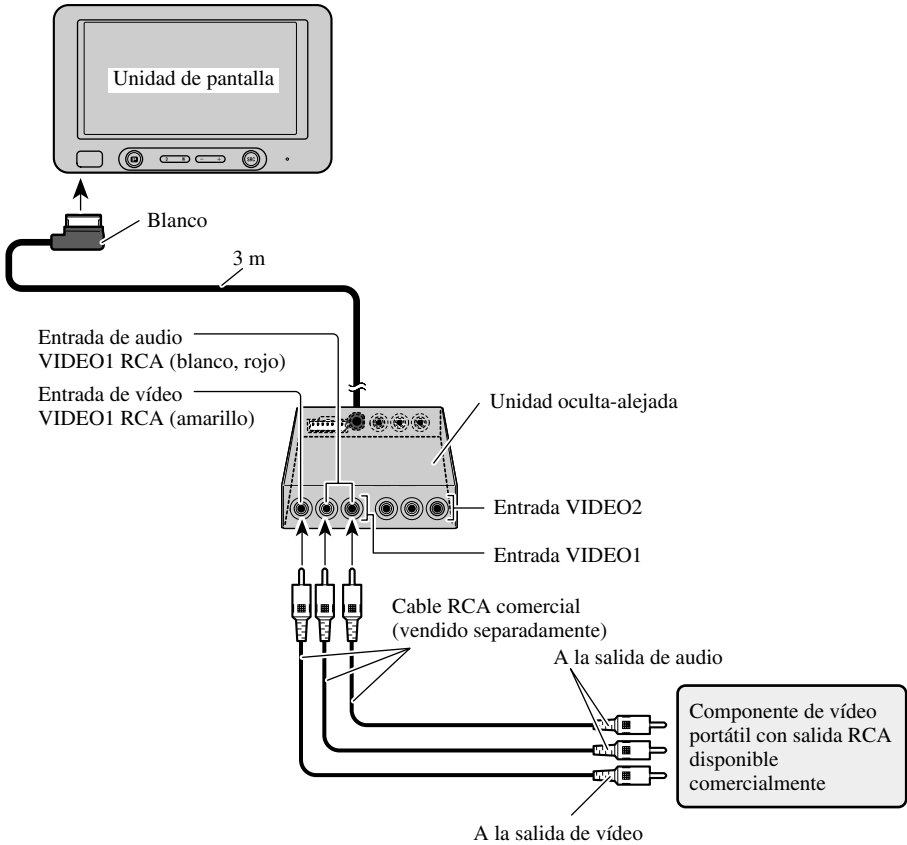 Unidad de pantalla
SRC
Blanco
3 m
Entrada de audio
VIDEO1 RCA (blanco, rojo)
Entrada de vídeo
VIDEO1 RCA (amarillo)
Unidad oculta-alejada
Entrada VIDEO2
Entrada VIDEO1
Cable RCA comercial
(vendido separadamente)
A la salida de audio
Componente de vídeo
portátil con salida RCA
disponible
comercialmente
A la salida de vídeo